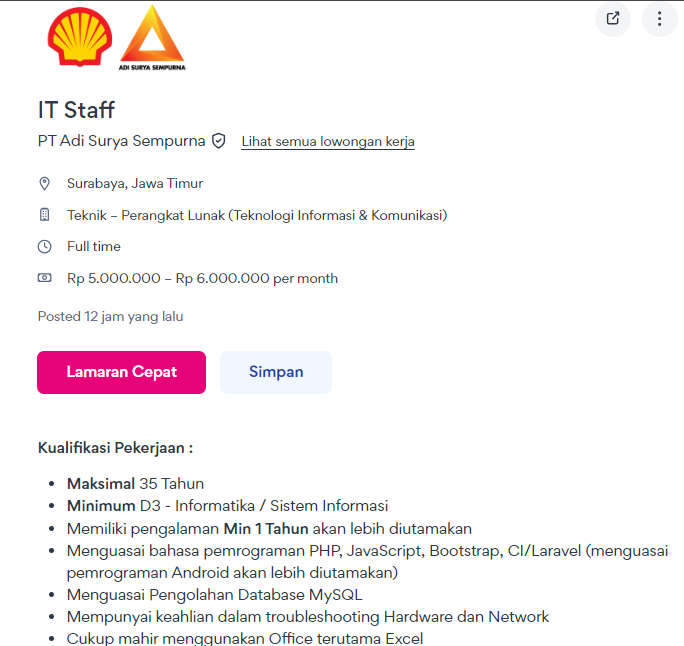 ADI SURYA SEMPURNA
IT Staff
PT Adi Surya Sempurna Lihat semua lowongan kerja
Surabaya, Jawa Timur
Teknik – Perangkat Lunak (Teknologi Informasi & Komunikasi)
Full time
Rp 5.000.000 – Rp 6.000.000 per month
Posted 12 jam yang lalu
Lamaran Cepat Simpan
Kualifikasi Pekerjaan :
• Maksimal 35 Tahun
• Minimum D3 - Informatika / Sistem Informasi
• Memiliki pengalaman Min 1 Tahun akan lebih diutamakan
• Menguasai bahasa pemrograman PHP, JavaScript, Bootstrap, CI/Laravel (menguasai
pemrograman Android akan lebih diutamakan)
• Menguasai Pengolahan Database MySQL
• Mempunyai keahlian dalam troubleshooting Hardware dan Network
• Cukup mahir menggunakan Office terutama Excel